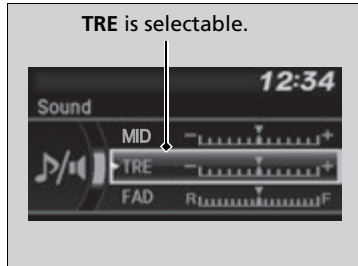 TRE is selectable.
12:34
Sound
MID − +
TRE − +
FAD R F